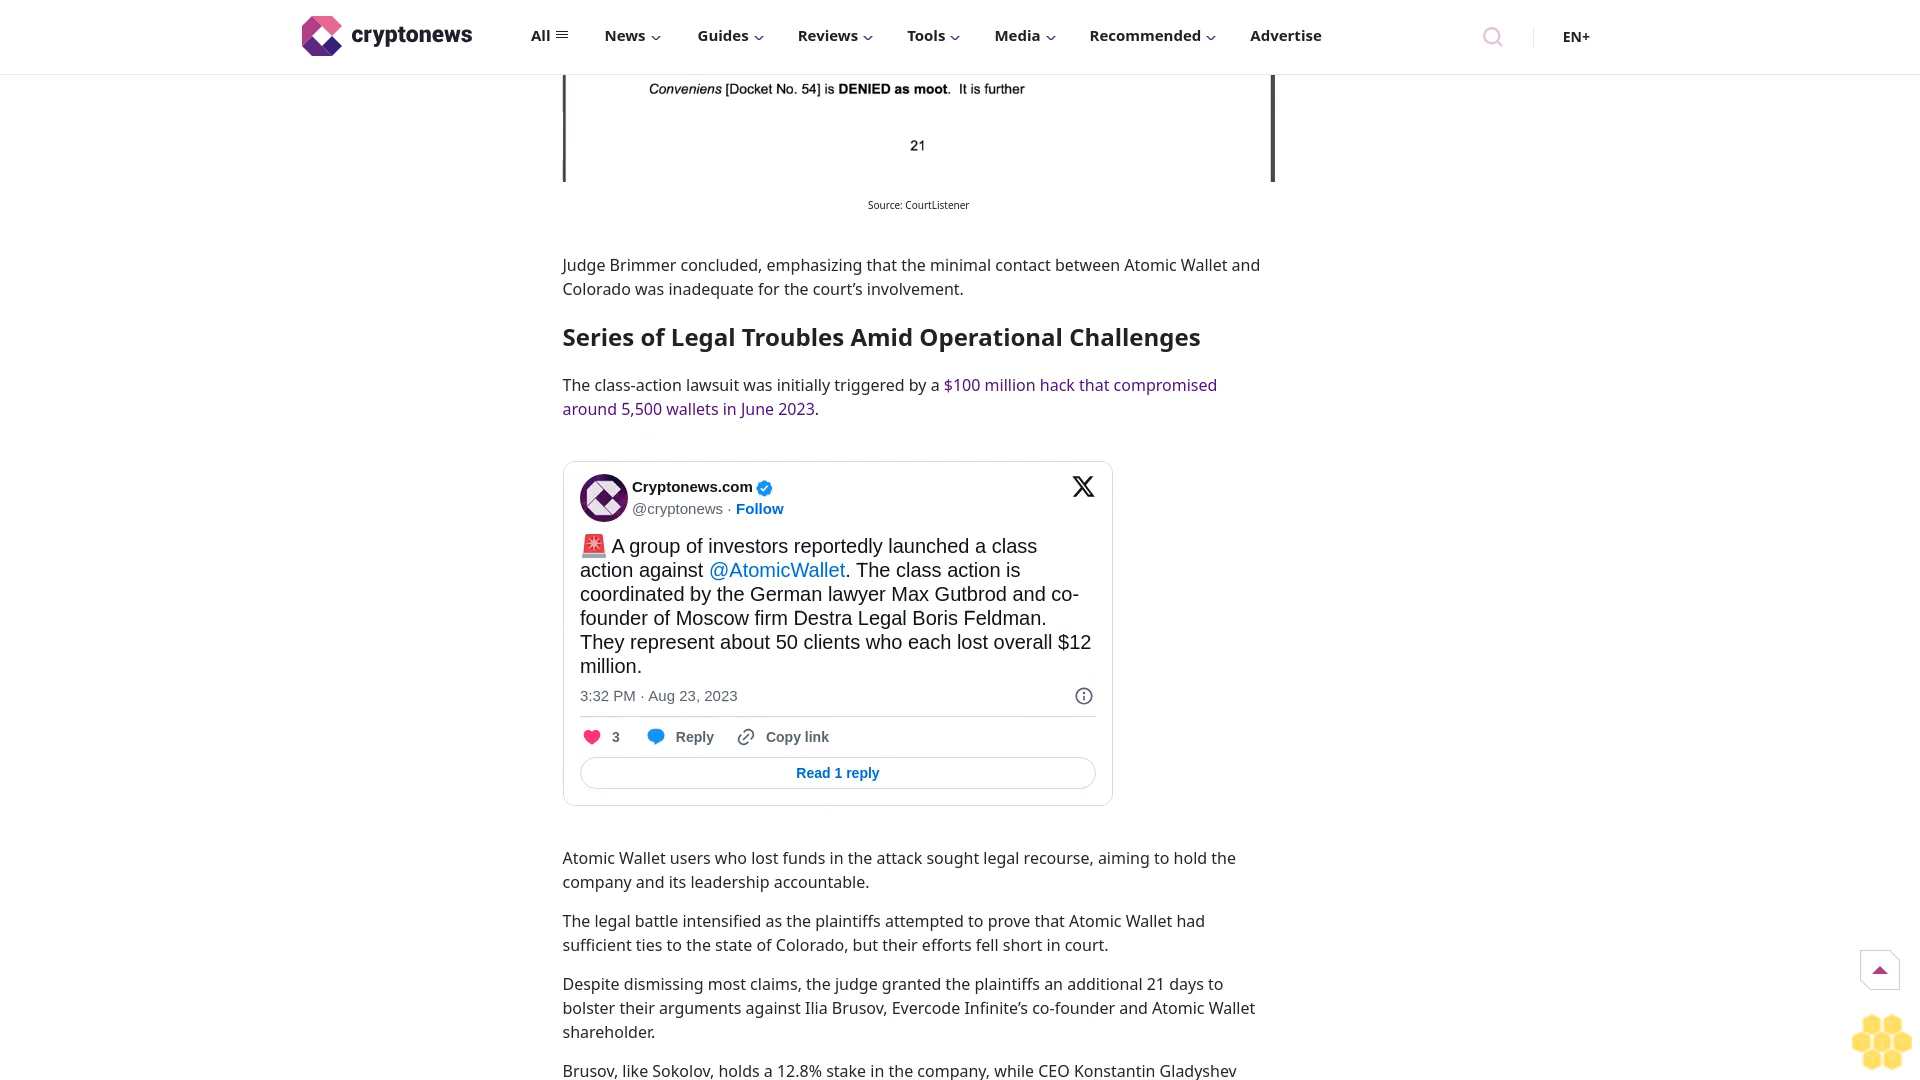 cryptonews
All
News
Guides
Reviews
Tools
Media
Recommended
Advertise
EN+
Conveniens [Docket No. 54] is DENIED as moot. It is further
21
Source: CourtListener
Judge Brimmer concluded, emphasizing that the minimal contact between Atomic Wallet and
Colorado was inadequate for the court’s involvement.
Series of Legal Troubles Amid Operational Challenges
The class-action lawsuit was initially triggered by a $100 million hack that compromised
around 5,500 wallets in June 2023.
Cryptonews.com
@cryptonews · Follow
A group of investors reportedly launched a class
action against @AtomicWallet. The class action is
coordinated by the German lawyer Max Gutbrod and co-
founder of Moscow firm Destra Legal Boris Feldman.
They represent about 50 clients who each lost overall $12
million.
3:32 PM · Aug 23, 2023
3
Reply
Copy link
Read 1 reply
Atomic Wallet users who lost funds in the attack sought legal recourse, aiming to hold the
company and its leadership accountable.
The legal battle intensified as the plaintiffs attempted to prove that Atomic Wallet had
sufficient ties to the state of Colorado, but their efforts fell short in court.
Despite dismissing most claims, the judge granted the plaintiffs an additional 21 days to
bolster their arguments against Ilia Brusov, Evercode Infinite’s co-founder and Atomic Wallet
shareholder.
Brusov, like Sokolov, holds a 12.8% stake in the company, while CEO Konstantin Gladyshev